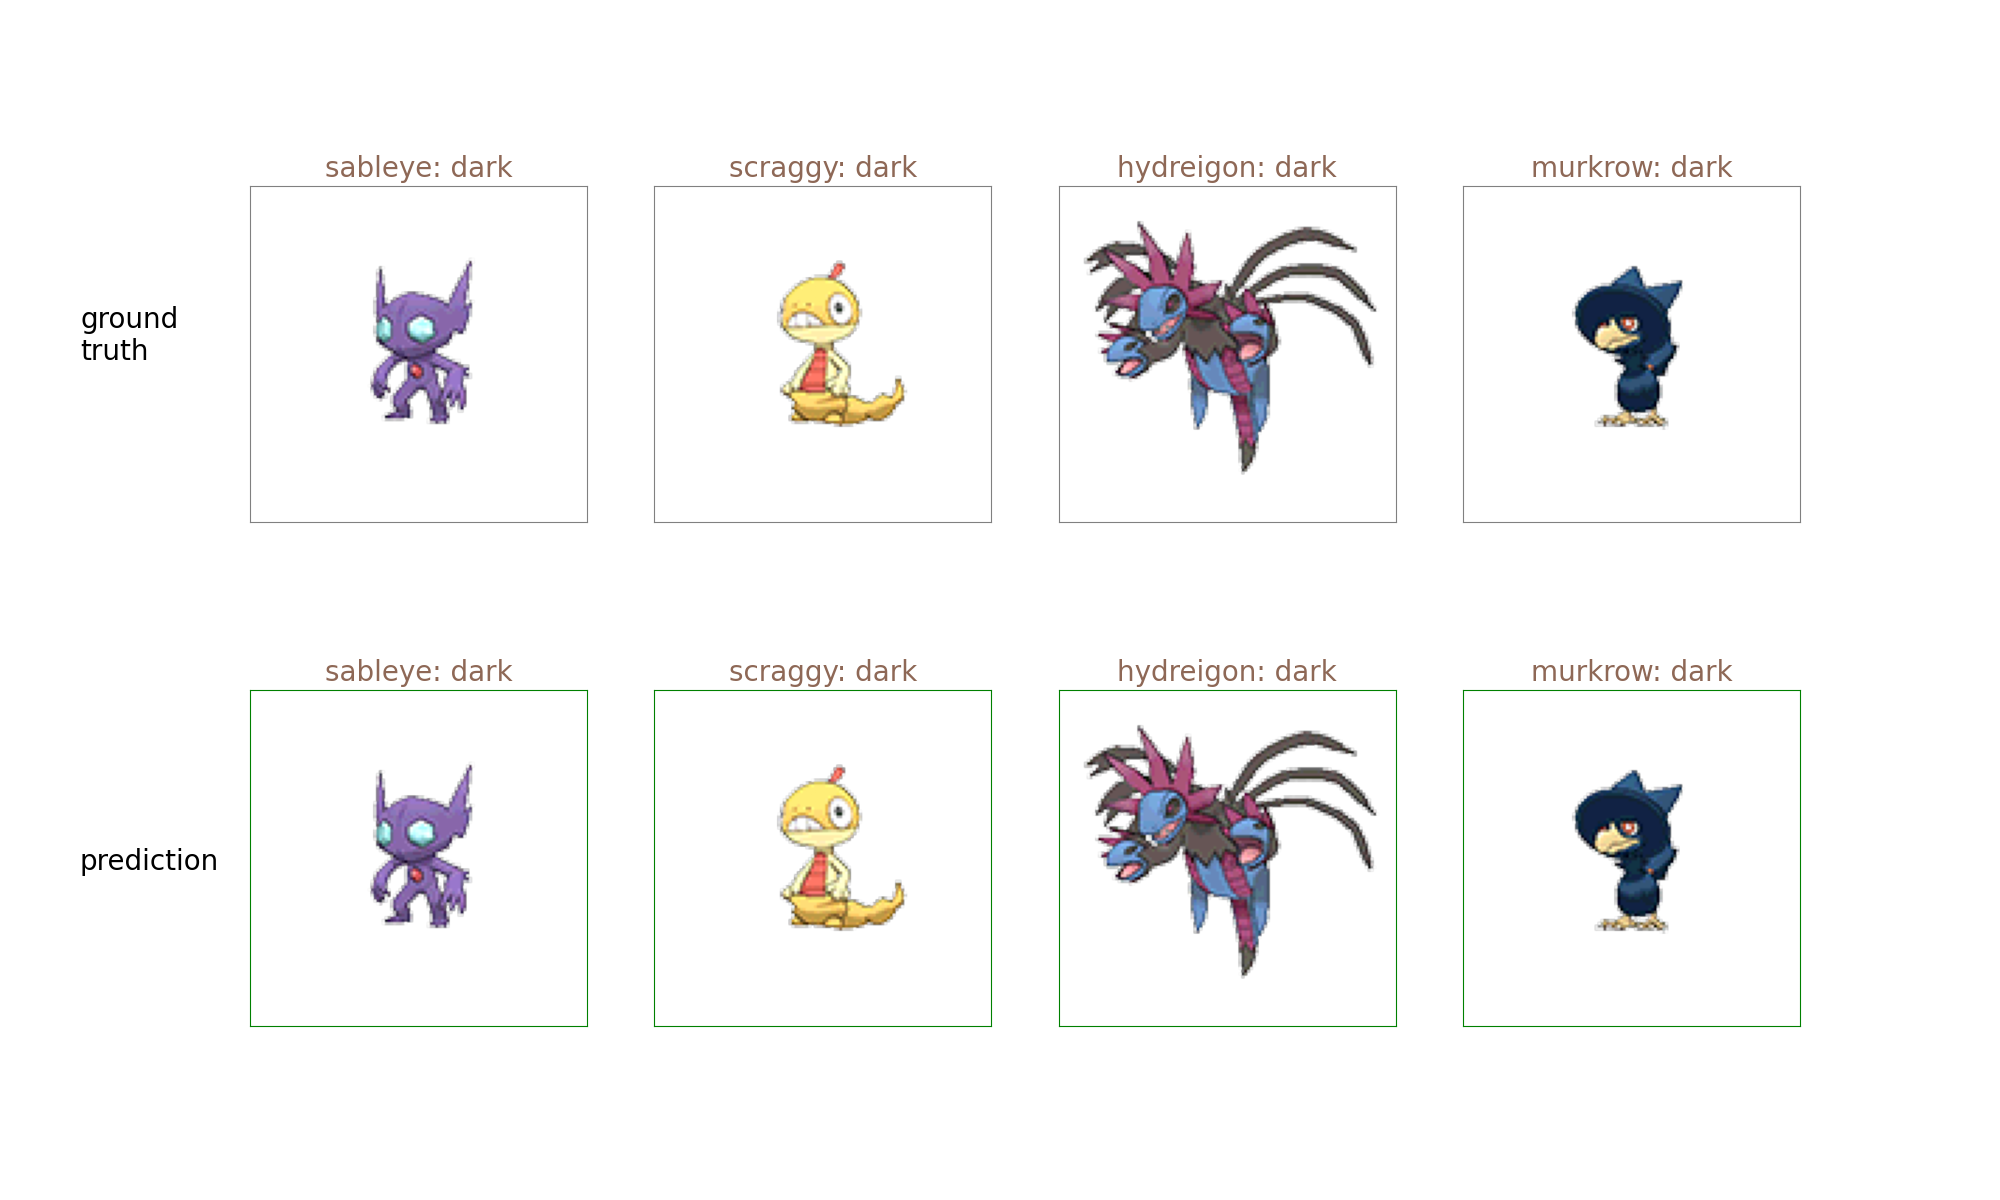 sableye: dark
scraggy: dark
hydreigon: dark
murkrow: dark
ground
truth
sableye: dark
scraggy: dark
hydreigon: dark
murkrow: dark
prediction